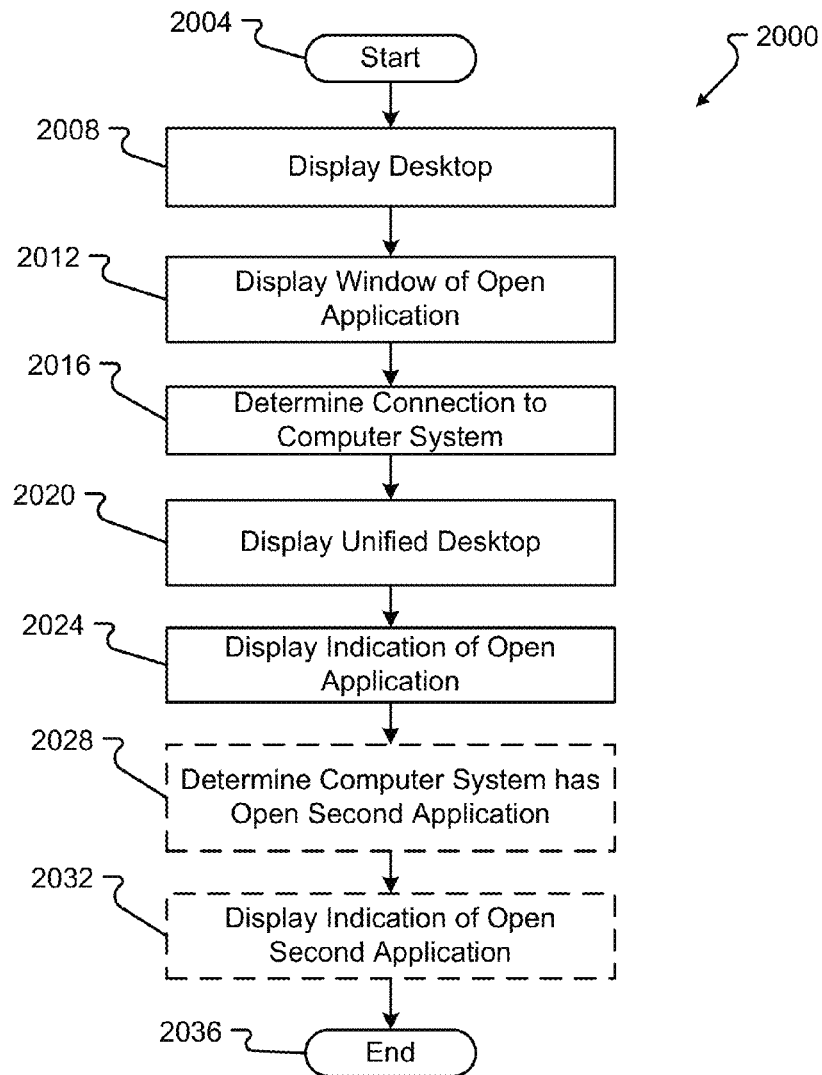 2004
Start
2000
2008
Display Desktop
2012
Display Window of Open
Application
2016
Determine Connection to
Computer System
2020
Display Unified Desktop
2024
Display Indication of Open
Application
2028
Determine Computer System has
Open Second Application
2032
Display Indication of Open
Second Application
2036
End